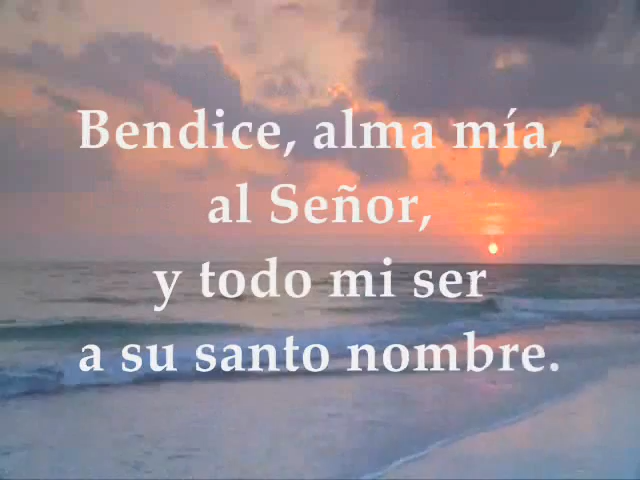 Bendice, alma mía,
al Señor,
y todo mi ser
a su santo nombre.